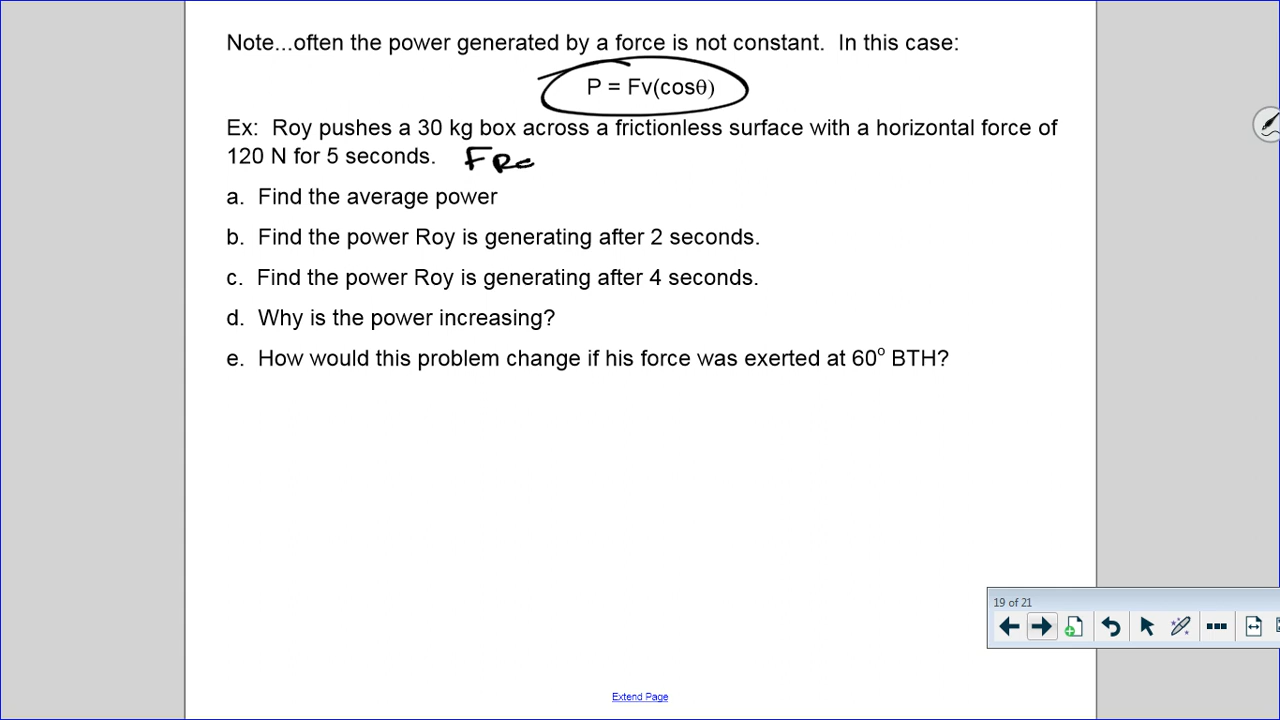 Note...often the power generated by a force is not constant. In this case:
P = Fv(cosθ)
Ex: Roy pushes a 30 kg box across a frictionless surface with a horizontal force of
120 N for 5 seconds. FRO
a. Find the average power
b. Find the power Roy is generating after 2 seconds.
c. Find the power Roy is generating after 4 seconds.
d. Why is the power increasing?
e. How would this problem change if his force was exerted at 60° BTH?
19 of 21
Extend Page